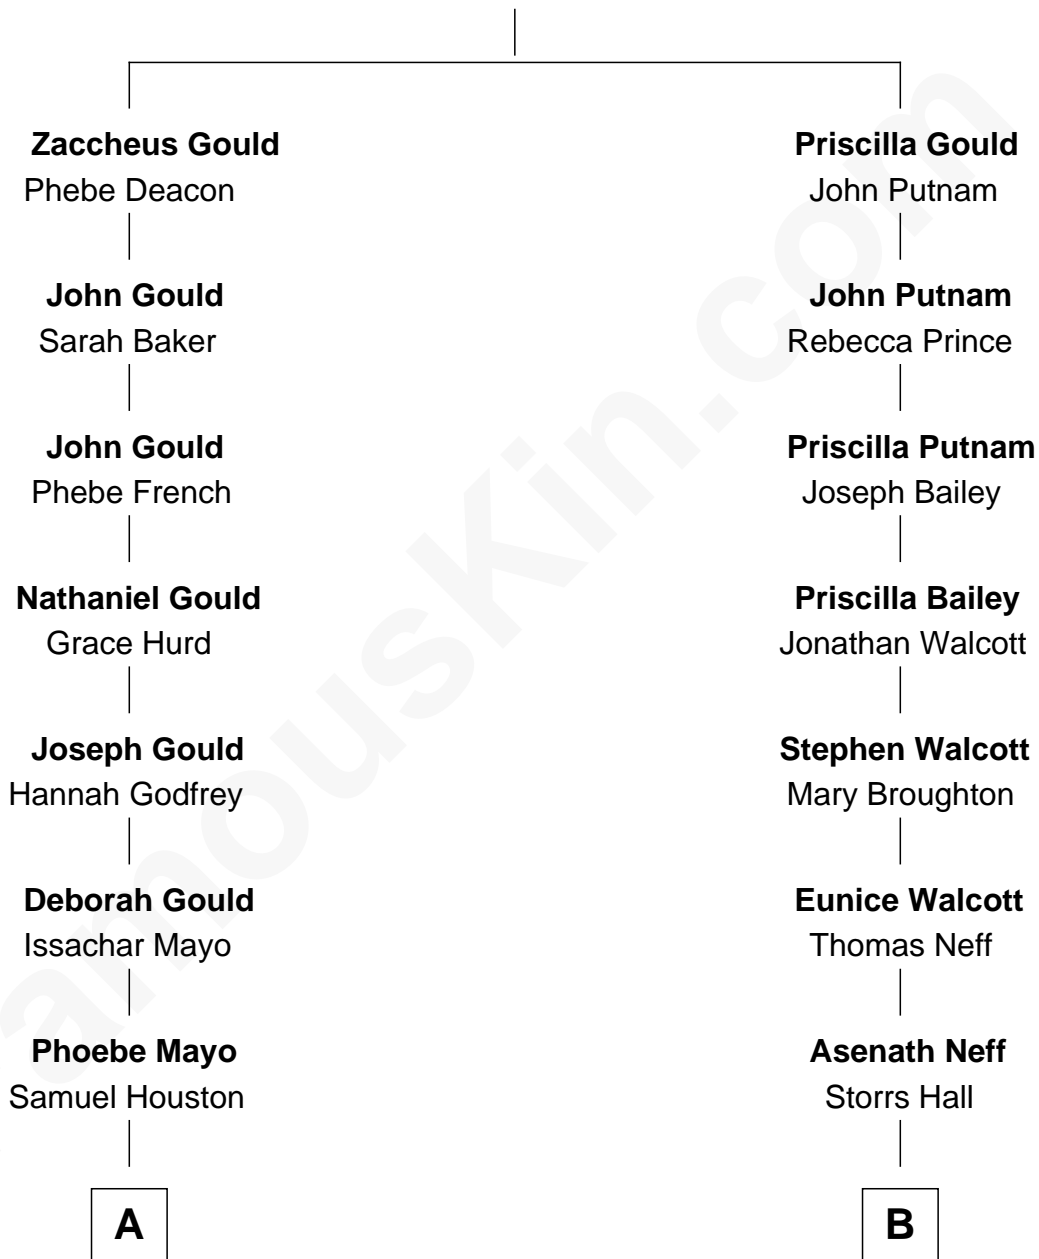 Zaccheus Gould
Phebe Deacon
Priscilla Gould
John Putnam
John Gould
Sarah Baker
John Putnam
Rebecca Prince
John Gould
Phebe French
Priscilla Putnam
Joseph Bailey
Nathaniel Gould
Grace Hurd
Priscilla Bailey
Jonathan Walcott
Joseph Gould
Hannah Godfrey
Stephen Walcott
Mary Broughton
Deborah Gould
Issachar Mayo
Eunice Walcott
Thomas Neff
Phoebe Mayo
Samuel Houston
Asenath Neff
Storrs Hall
A
B
amouskin.com